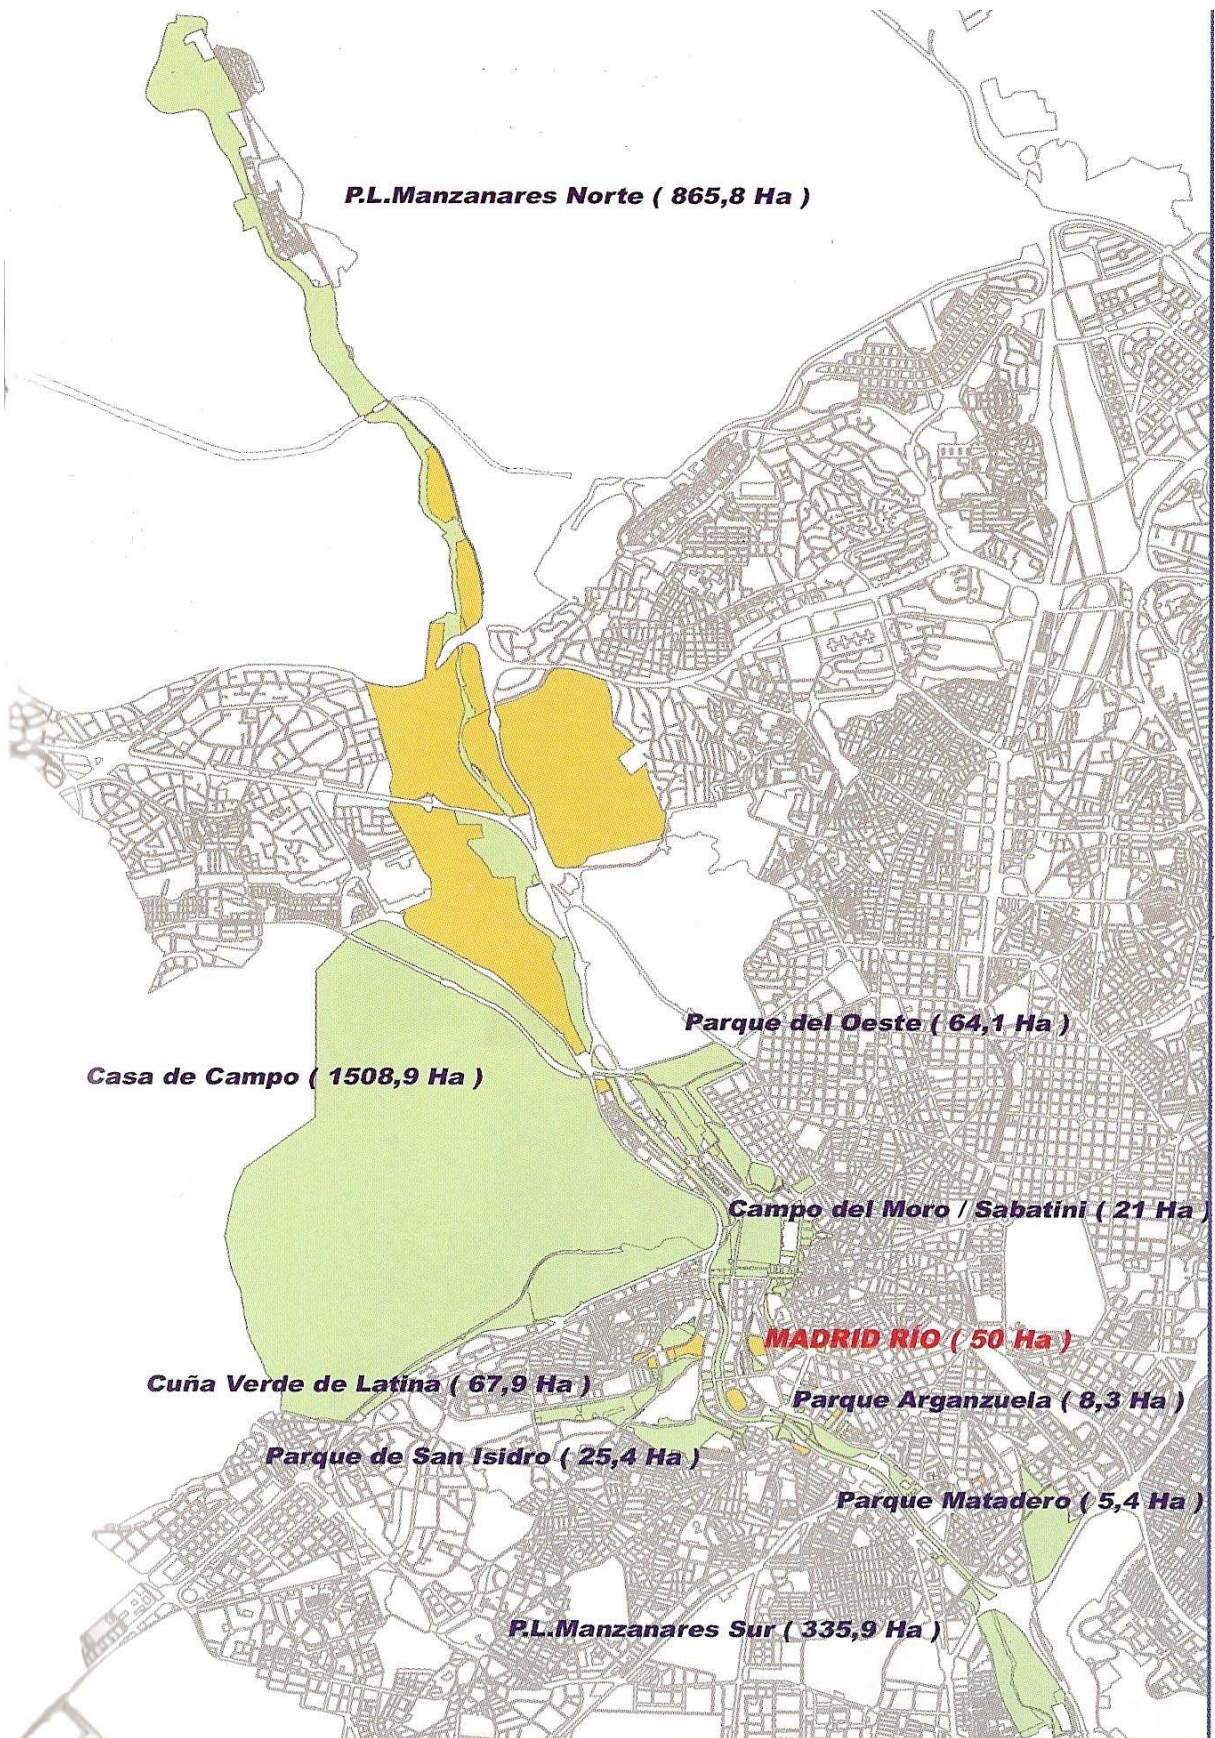 P.L.Manzanares Norte ( 865,8 Ha )
Parque del Oeste ( 64,1 Ha )
Casa de Campo ( 1508,9 Ha )
Campo del Moro / Sabatini ( 21 Ha )
MADRID RÍO ( 50 Ha )
Cuña Verde de Latina ( 67,9 Ha )
Parque Arganzuela ( 8,3 Ha )
Parque de San Isidro ( 25,4 Ha )
Parque Matadero ( 5,4 Ha )
P.L.Manzanares Sur ( 335,9 Ha )